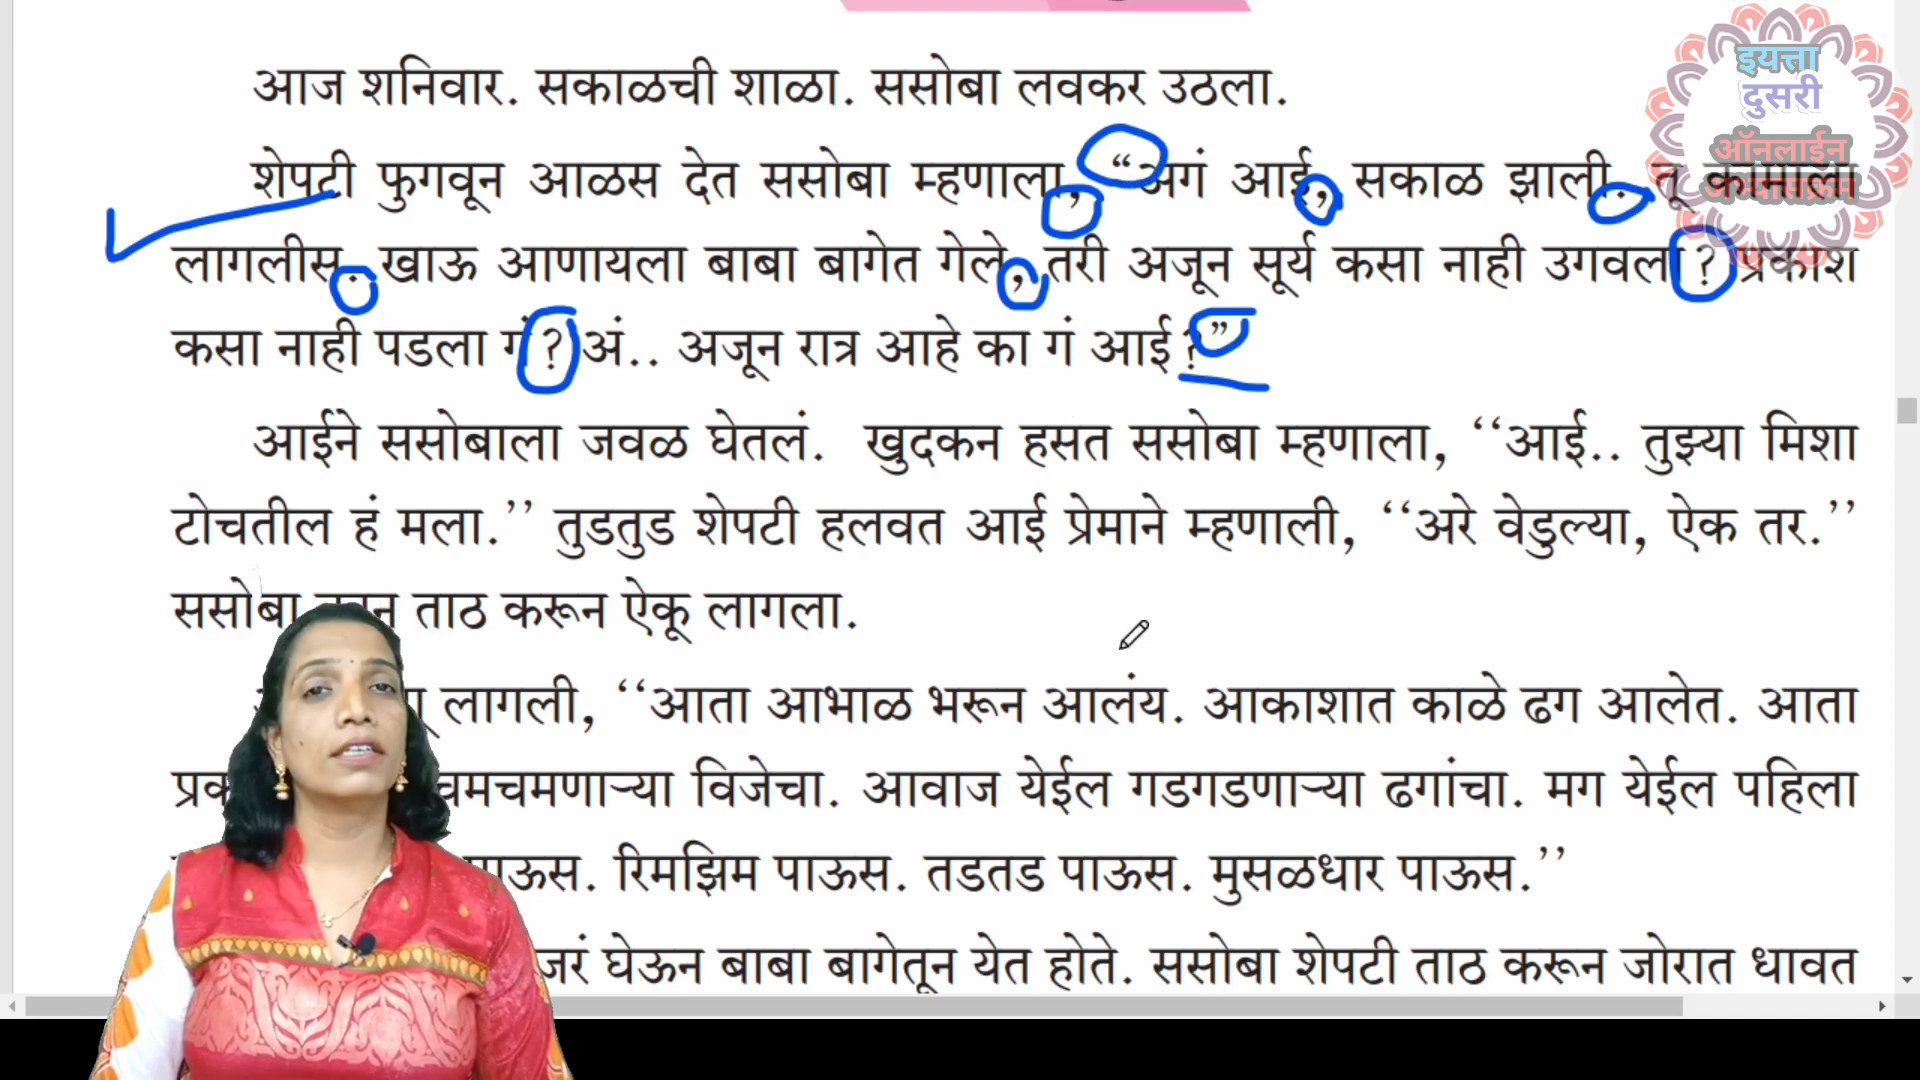 आज शनिवार. सकाळची शाळा. ससोबा लवकर उठला.
शेपटी फुगवून आळस देत ससोबा म्हणाला, “अगं आई, सकाळ झाली. तू कामाला
लागलीस. खाऊ आणायला बाबा बागेत गेले, तरी अजून सूर्य कसा नाही उगवला ? प्रकाश
कसा नाही पडला गं ? अं.. अजून रात्र आहे का गं आई ?”
आईने ससोबाला जवळ घेतलं. खुदकन हसत ससोबा म्हणाला, ‘‘आई.. तुझ्या मिशा
टोचतील हं मला.’’ तुडतुड शेपटी हलवत आई प्रेमाने म्हणाली, ‘‘अरे वेडुल्या, ऐक तर.’’
ससोबा ताठ करून ऐकू लागला.
लागली, ‘‘आता आभाळ भरून आलंय. आकाशात काळे ढग आलेत. आता
चमचमणाऱ्या विजेचा. आवाज येईल गडगडणाऱ्या ढगांचा. मग येईल पहिला
पाऊस. रिमझिम पाऊस. तडतड पाऊस. मुसळधार पाऊस.’’
घेऊन बाबा बागेतून येत होते. ससोबा शेपटी ताठ करून जोरात धावत
इयत्ता
दुसरी
ऑनलाईन
अभ्यासक्रम